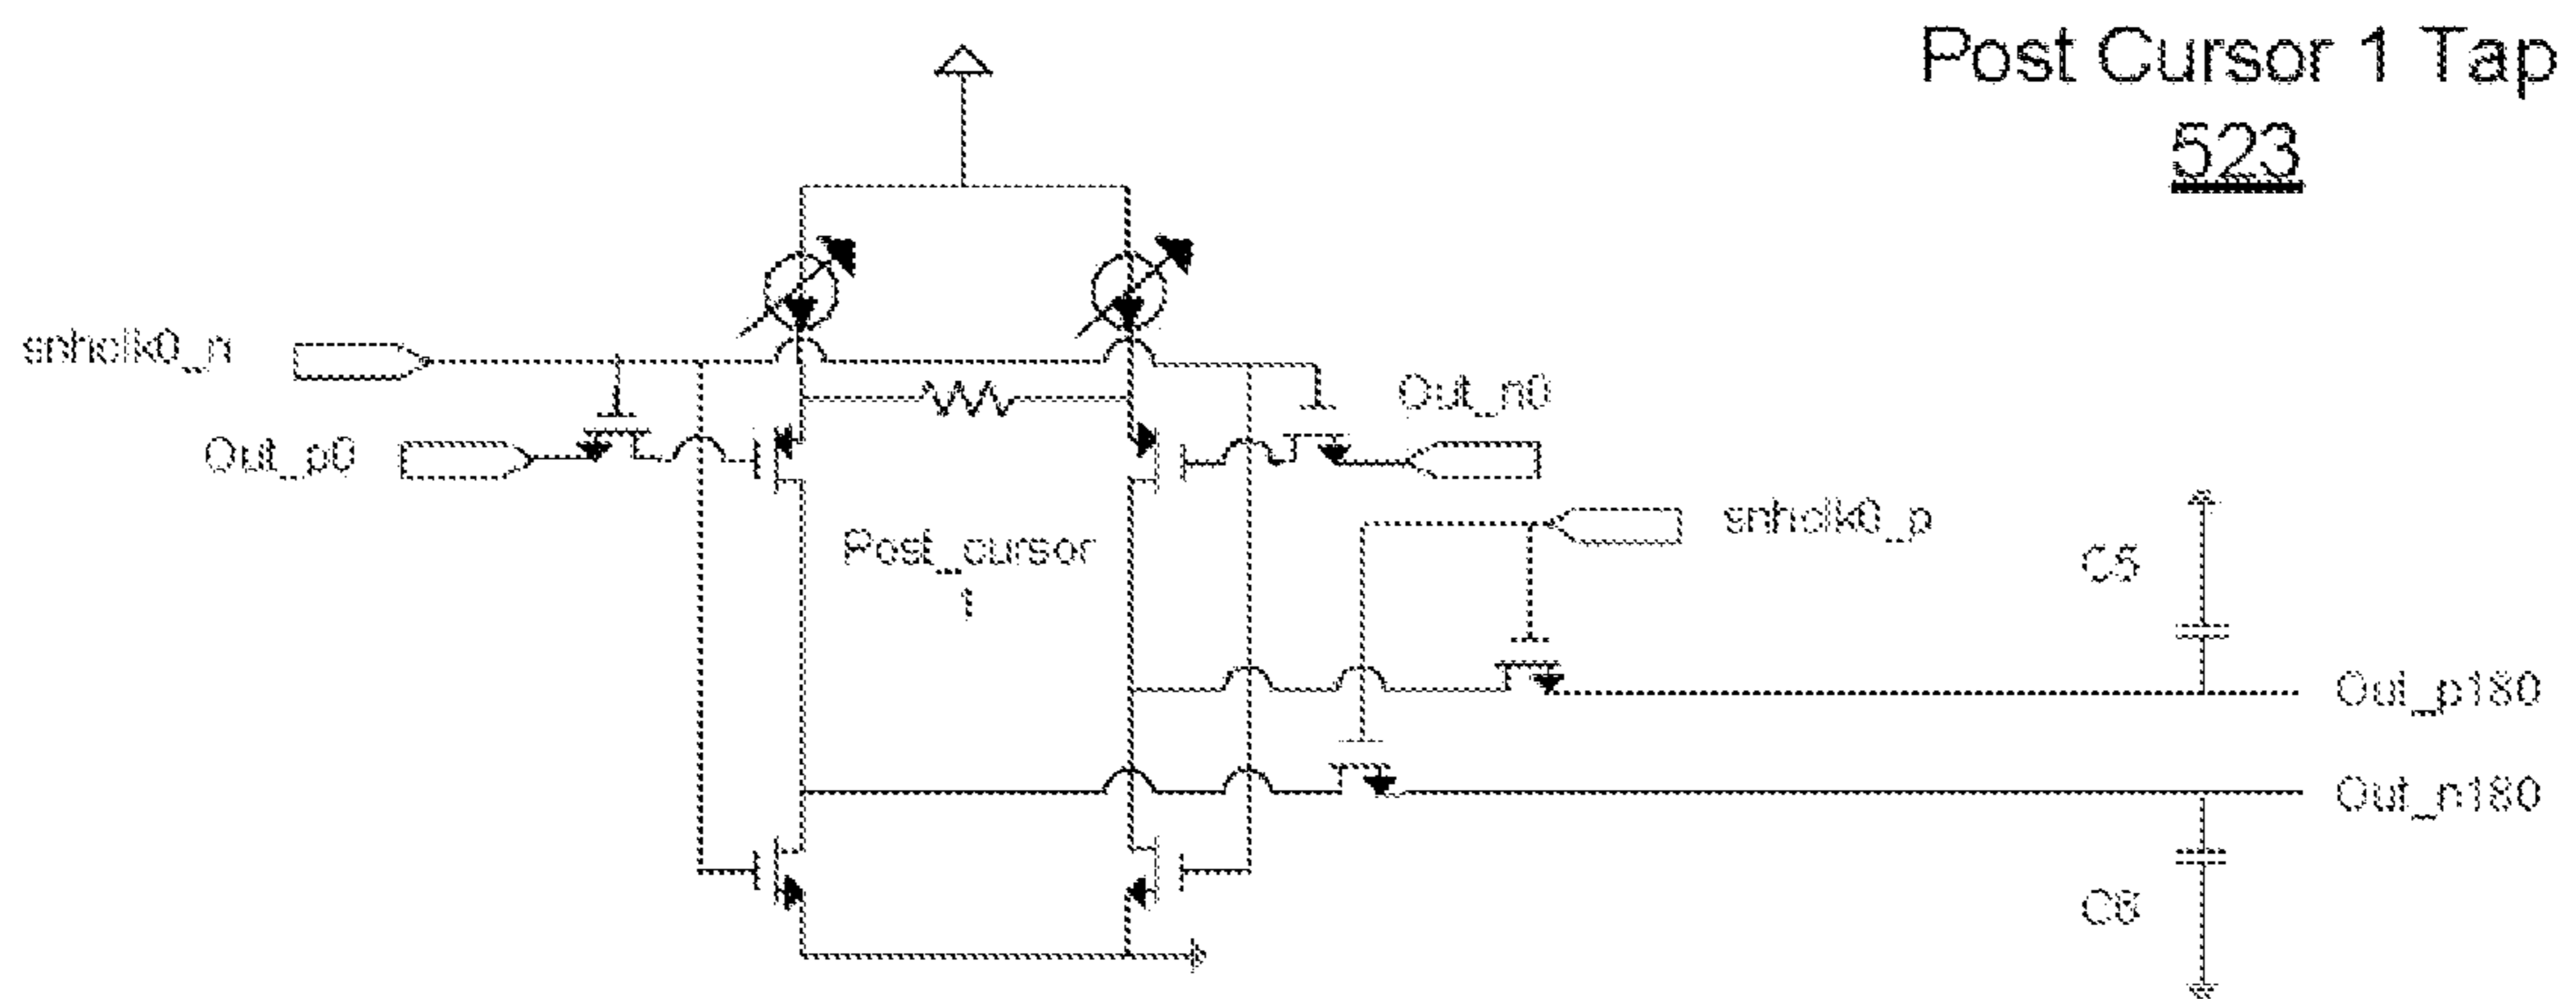 Post Cursor 1 Tap
523
snhclk0_n
Out_p0
Out_n0
snhclk0_p
Post_cursor
1
C5
Out_p180
Out_n180
C6